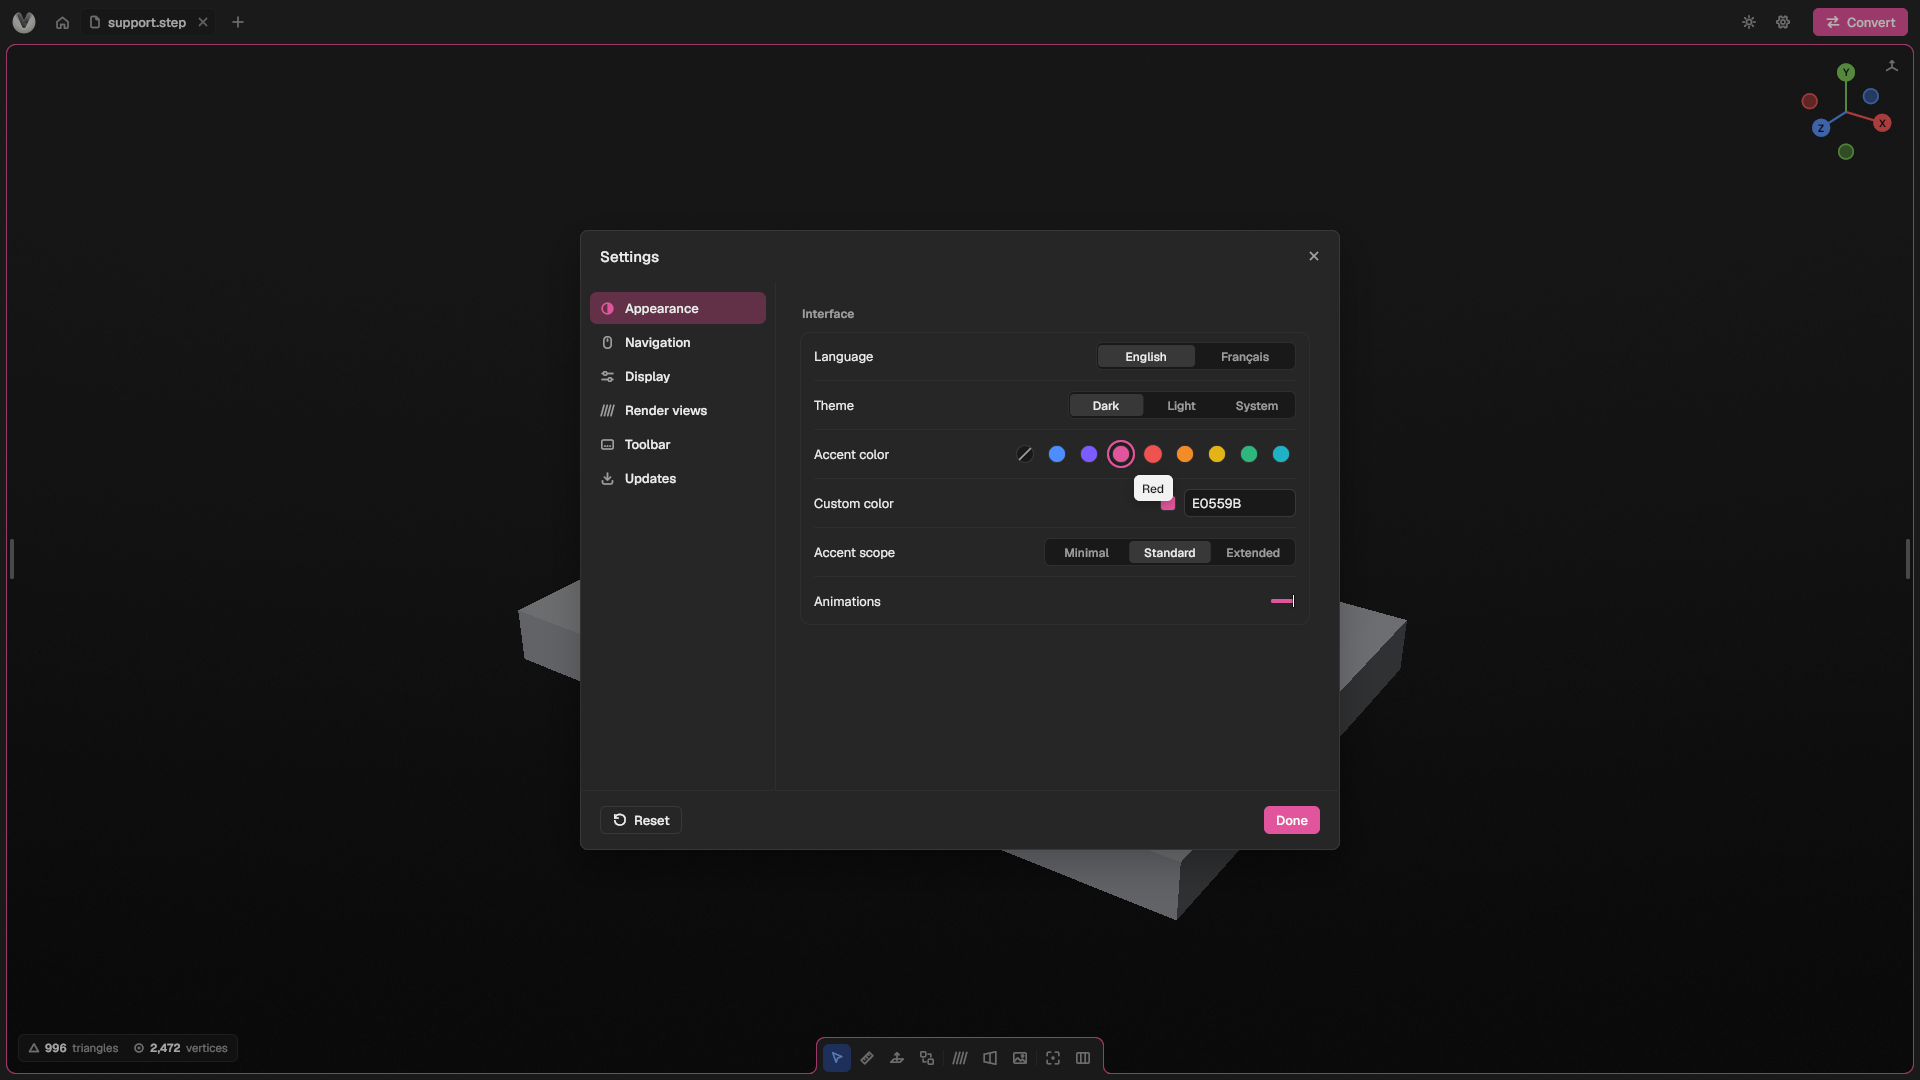 support.step
Convert
Y
X
Z
Settings
Appearance
Navigation
Display
Render views
Toolbar
Updates
Interface
Language
English
Français
Theme
Dark
Light
System
Accent color
Red
Custom color
E0559B
Accent scope
Minimal
Standard
Extended
Animations
Reset
Done
996 triangles
2,472 vertices